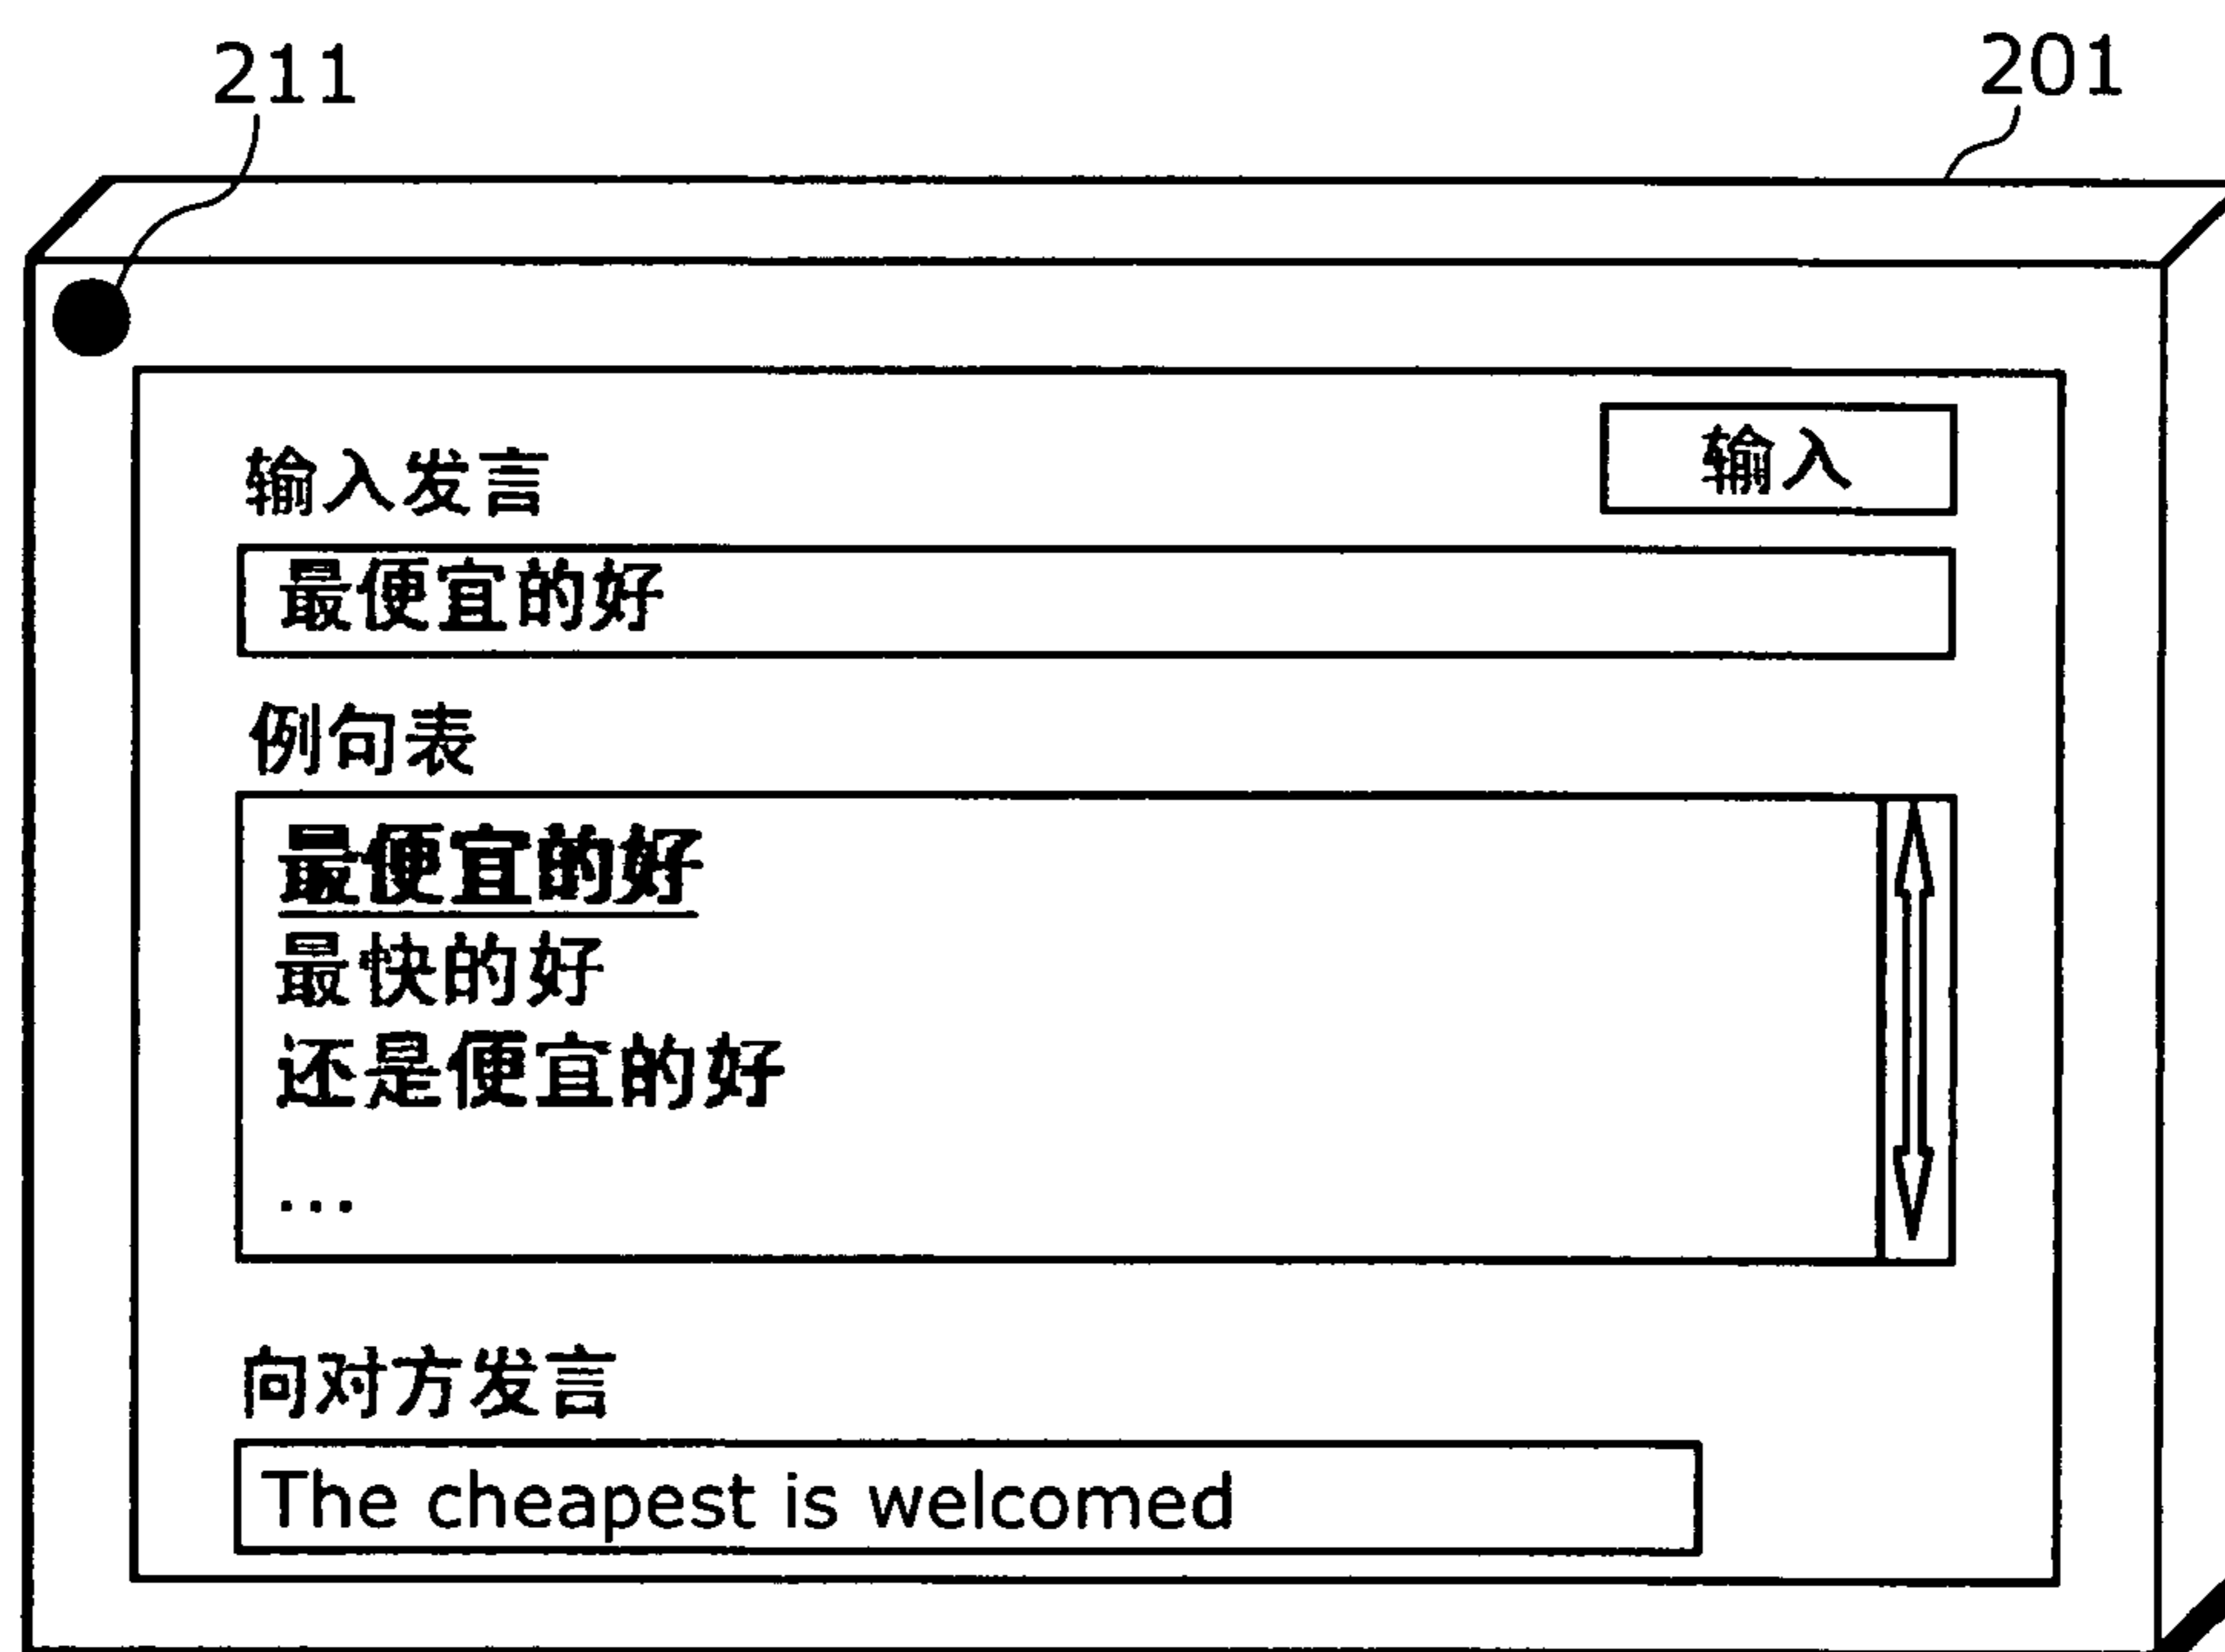 211
201
输入发言
输入
最便宜的好
例句表
最便宜的好
最快的好
还是便宜的好
...
向对方发言
The cheapest is welcomed